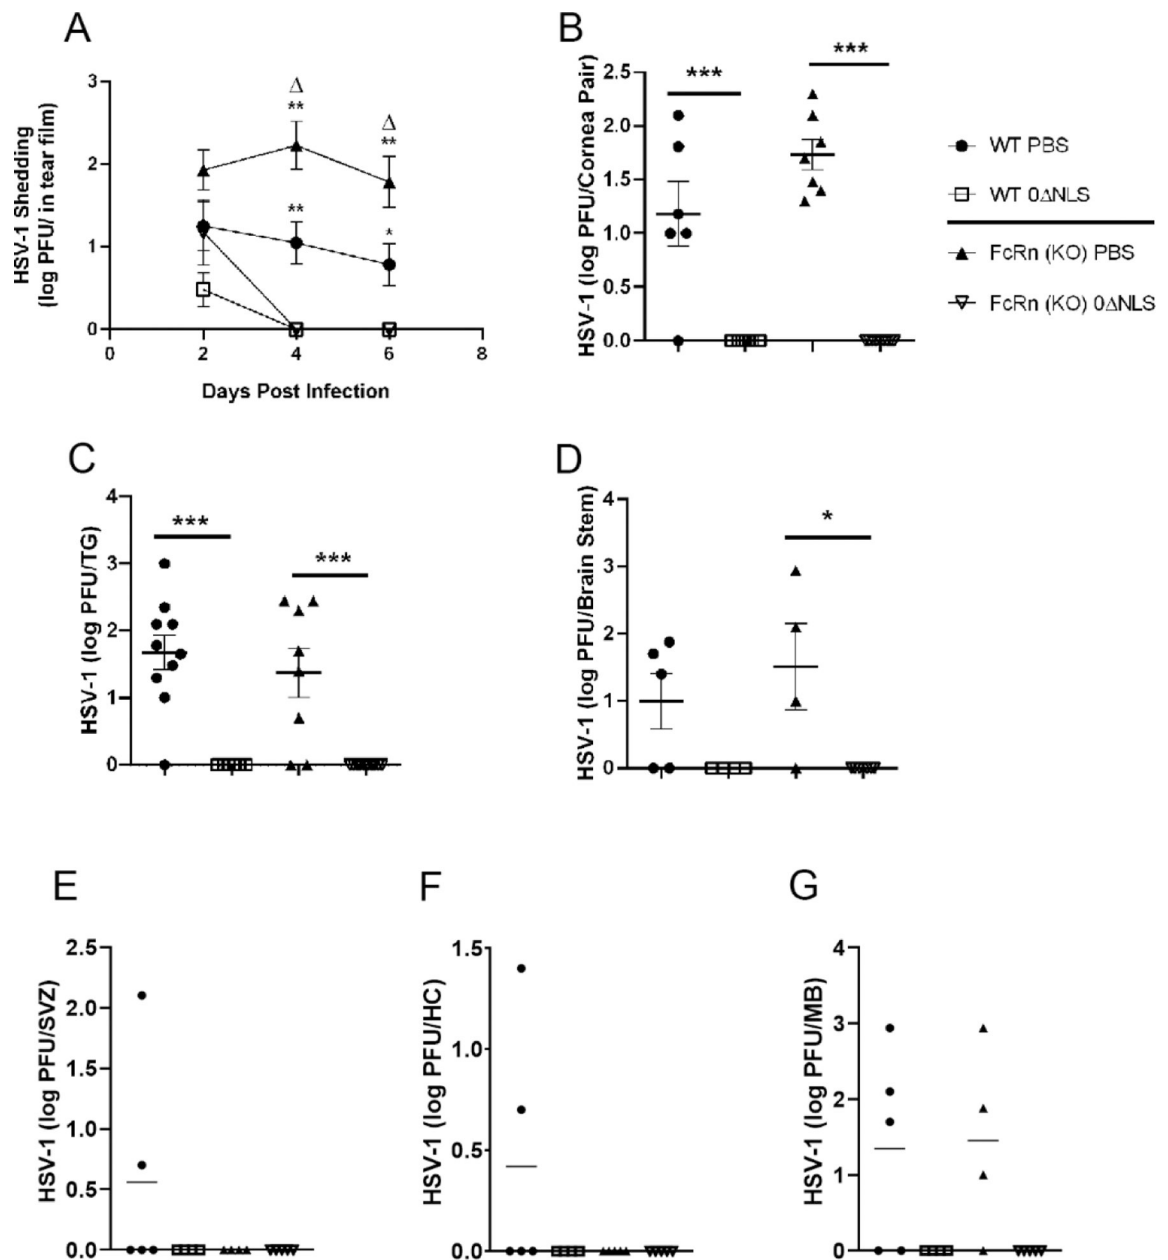 A
HSV-1 Shedding
(log PFU/ in tear film)
3
2
1
0
Δ
**
Δ
**
**
*
0
2
4
6
8
Days Post Infection
B
HSV-1 (log PFU/Cornea Pair)
2.5
2.0
1.5
1.0
0.5
0.0
***
***
WT PBS
WT 0ΔNLS
FcRn (KO) PBS
FcRn (KO) 0ΔNLS
C
HSV-1 (log PFU/TG)
4
3
2
1
0
***
***
D
HSV-1 (log PFU/Brain Stem)
4
3
2
1
0
*
E
HSV-1 (log PFU/SVZ)
2.5
2.0
1.5
1.0
0.5
0.0
F
HSV-1 (log PFU/HC)
1.5
1.0
0.5
0.0
G
HSV-1 (log PFU/MB)
4
3
2
1
0